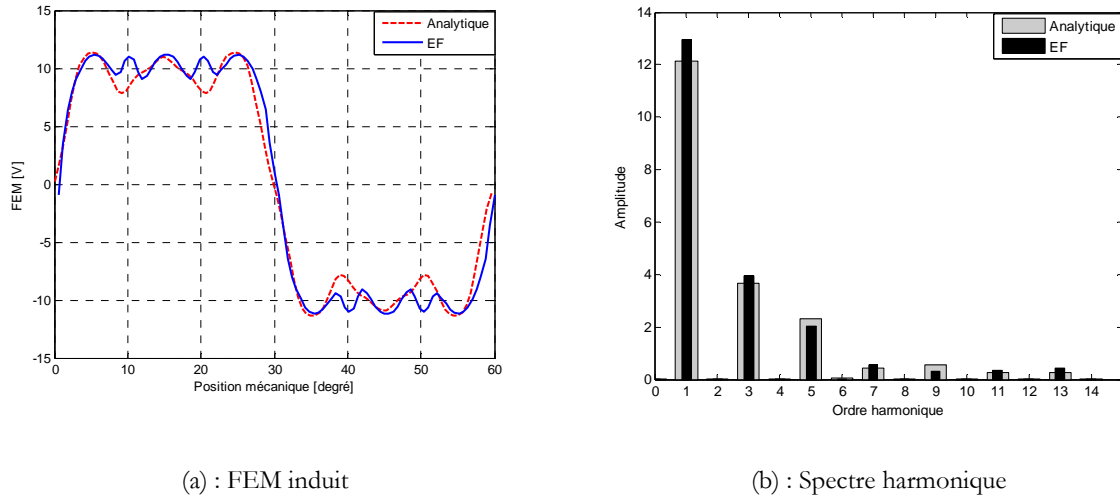 15
10
5
0
-5
-10
-15
FEM [V]
0 10 20 30 40 50 60
Position mécanique [degré]
Analytique
EF
14
12
10
8
6
4
2
0
Amplitude
0 1 2 3 4 5 6 7 8 9 10 11 12 13 14
Ordre harmonique
Analytique
EF
(a) : FEM induit
(b) : Spectre harmonique